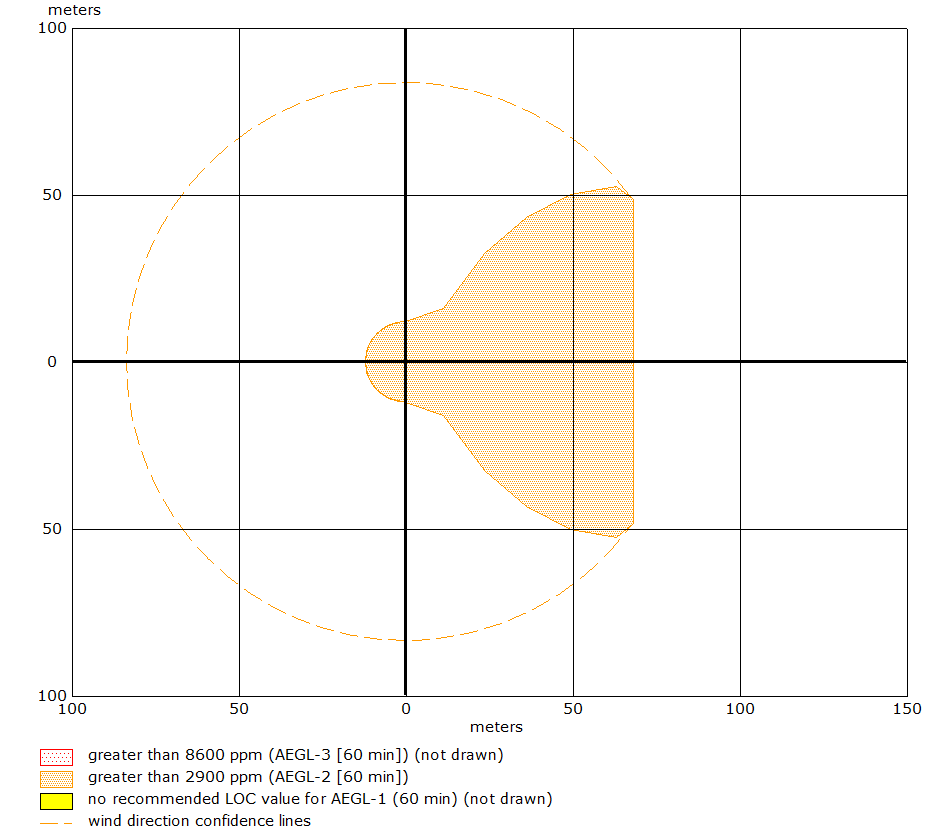 meters
100
50
0
50
100
100
50
0
50
100
150
meters
greater than 8600 ppm (AEGL-3 [60 min]) (not drawn)
greater than 2900 ppm (AEGL-2 [60 min])
no recommended LOC value for AEGL-1 (60 min) (not drawn)
wind direction confidence lines